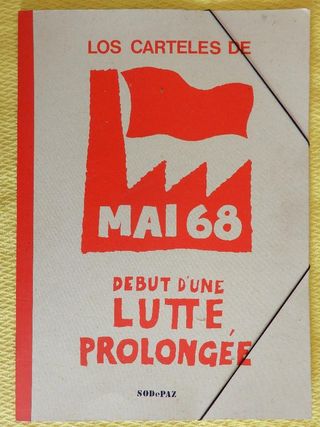 LOS CARTELES DE
MAI 68
DEBUT D'UNE
LUTTE
PROLONGÉE
SODePAZ